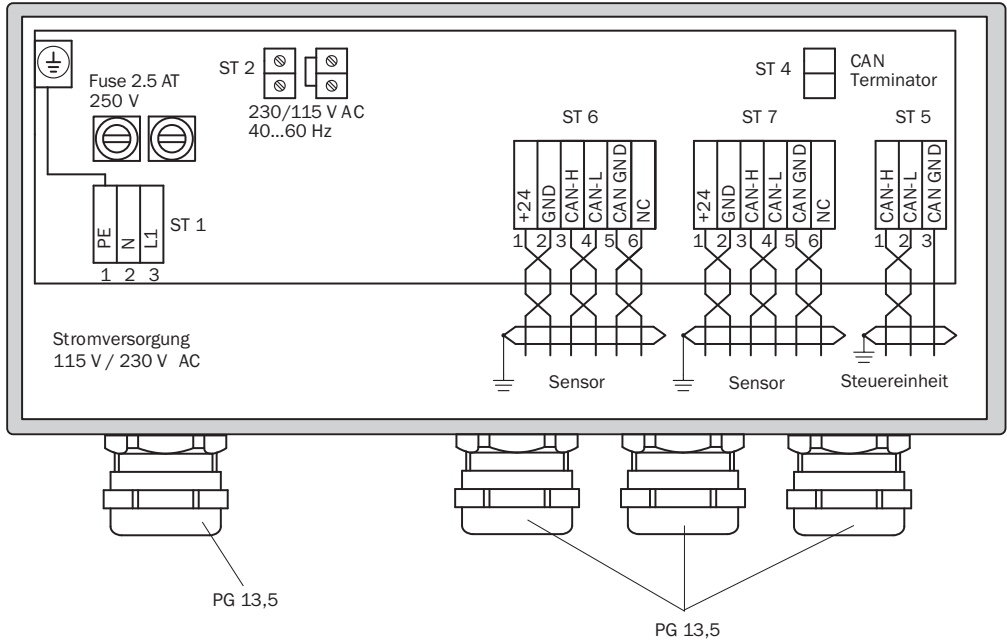 Fuse 2.5 AT
250 V
ST 2
230/115 V AC
40...60 Hz
ST 4
CAN
Terminator
ST 6
ST 7
ST 5
+24
GND
CAN-H
CAN-L
CAN GND
NC
1 2 3 4 5 6
+24
GND
CAN-H
CAN-L
CAN GND
NC
1 2 3 4 5 6
CAN-H
CAN-L
CAN GND
1 2 3
PE
N
L1
ST 1
1 2 3
Stromversorgung
115 V / 230 V AC
Sensor
Sensor
Steuereinheit
PG 13,5
PG 13,5